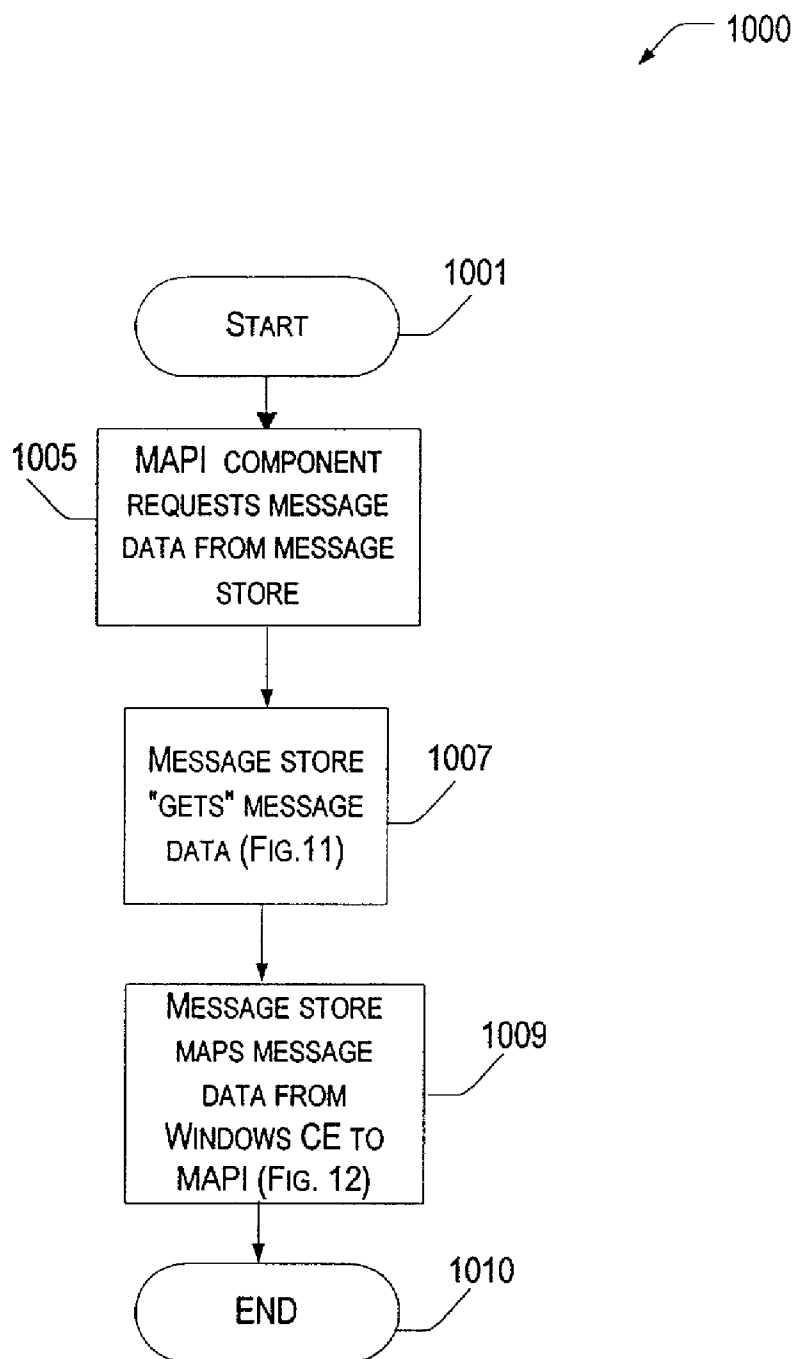 1000
1001
START
1005
MAPI COMPONENT
REQUESTS MESSAGE
DATA FROM MESSAGE
STORE
MESSAGE STORE
"GETS" MESSAGE
DATA (FIG.11)
1007
MESSAGE STORE
MAPS MESSAGE
DATA FROM
WINDOWS CE TO
MAPI (FIG. 12)
1009
END
1010